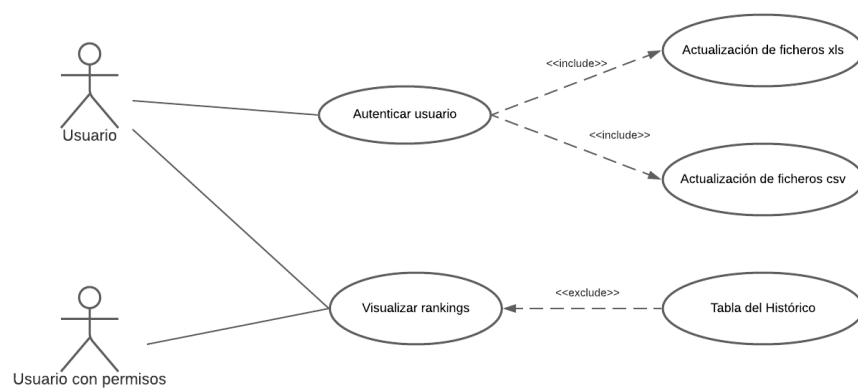 Actualización de ficheros xls
<<include>>
Autenticar usuario
Usuario
<<include>>
Actualización de ficheros csv
<<exclude>>
Visualizar rankings
Tabla del Histórico
Usuario con permisos